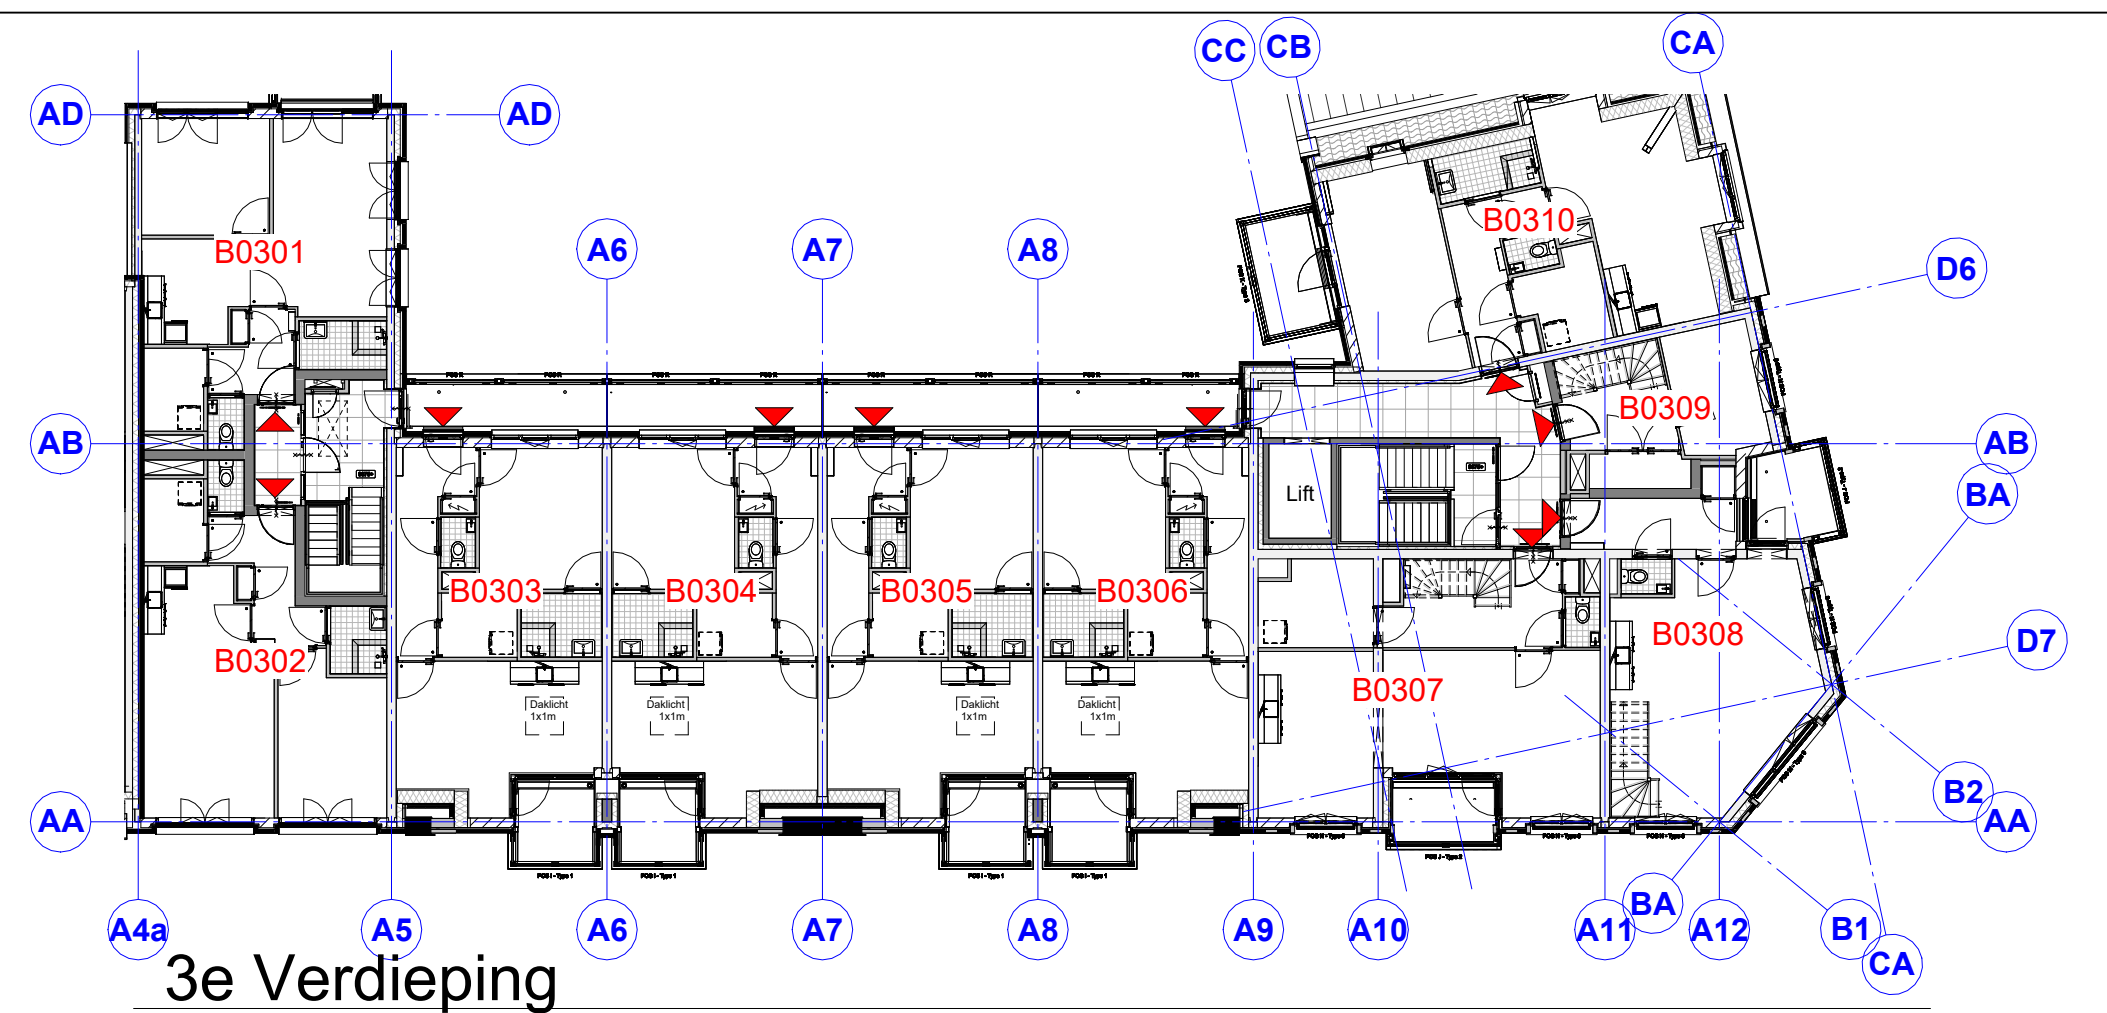 CC
CB
CA
AD
AD
B0301
B0310
A6
A7
A8
D6
B0309
AB
AB
BA
Lift
B0303
B0304
B0305
B0306
B0302
B0308
D7
B0307
Daklicht
1x1m
Daklicht
1x1m
Daklicht
1x1m
Daklicht
1x1m
B2
AA
AA
BA
A4a
A5
A6
A7
A8
A9
A10
A11
A12
B1
CA
3e Verdieping